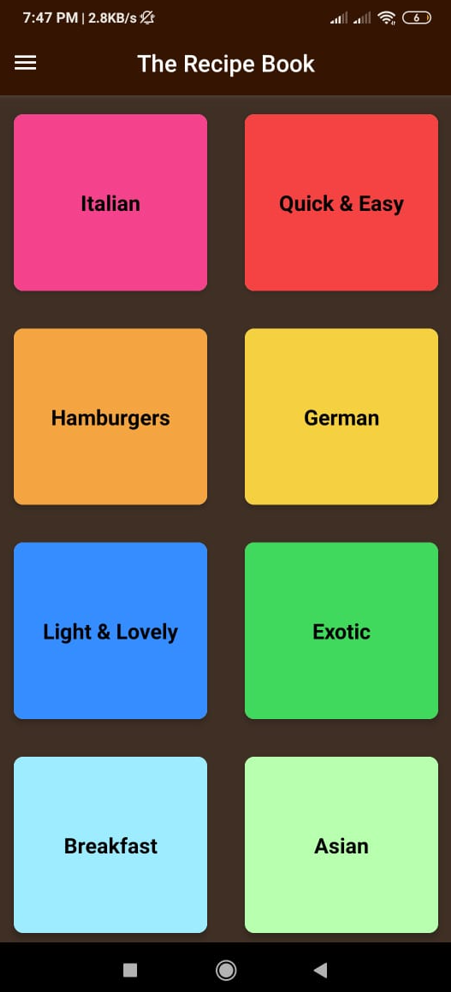 7:47 PM | 2.8KB/s
6
The Recipe Book
Italian
Quick & Easy
Hamburgers
German
Light & Lovely
Exotic
Breakfast
Asian